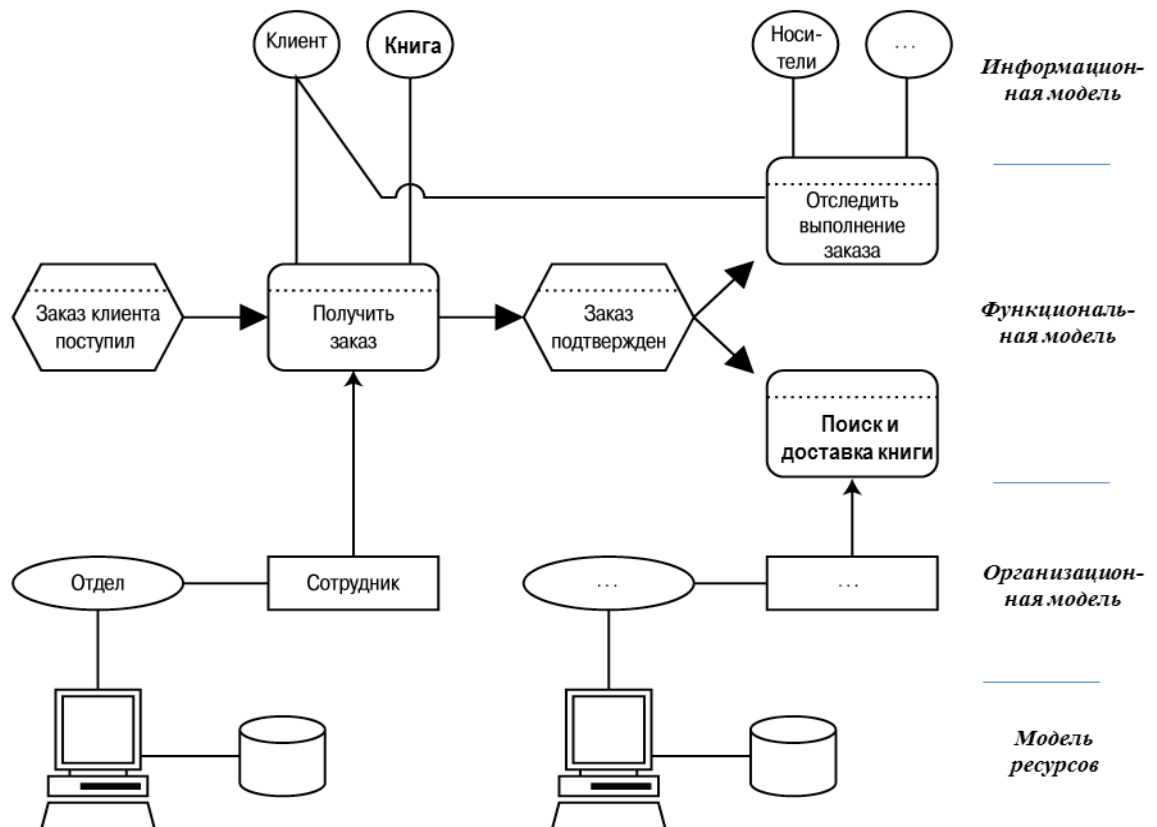 Клиент
Книга
Носи-
тели
...
Информацион-
ная модель
Отследить
выполнение
заказа
Заказ клиента
поступил
Получить
заказ
Заказ
подтвержден
Функциональ-
ная модель
Поиск и
доставка книги
Отдел
Сотрудник
...
...
Организацион-
ная модель
Модель
ресурсов